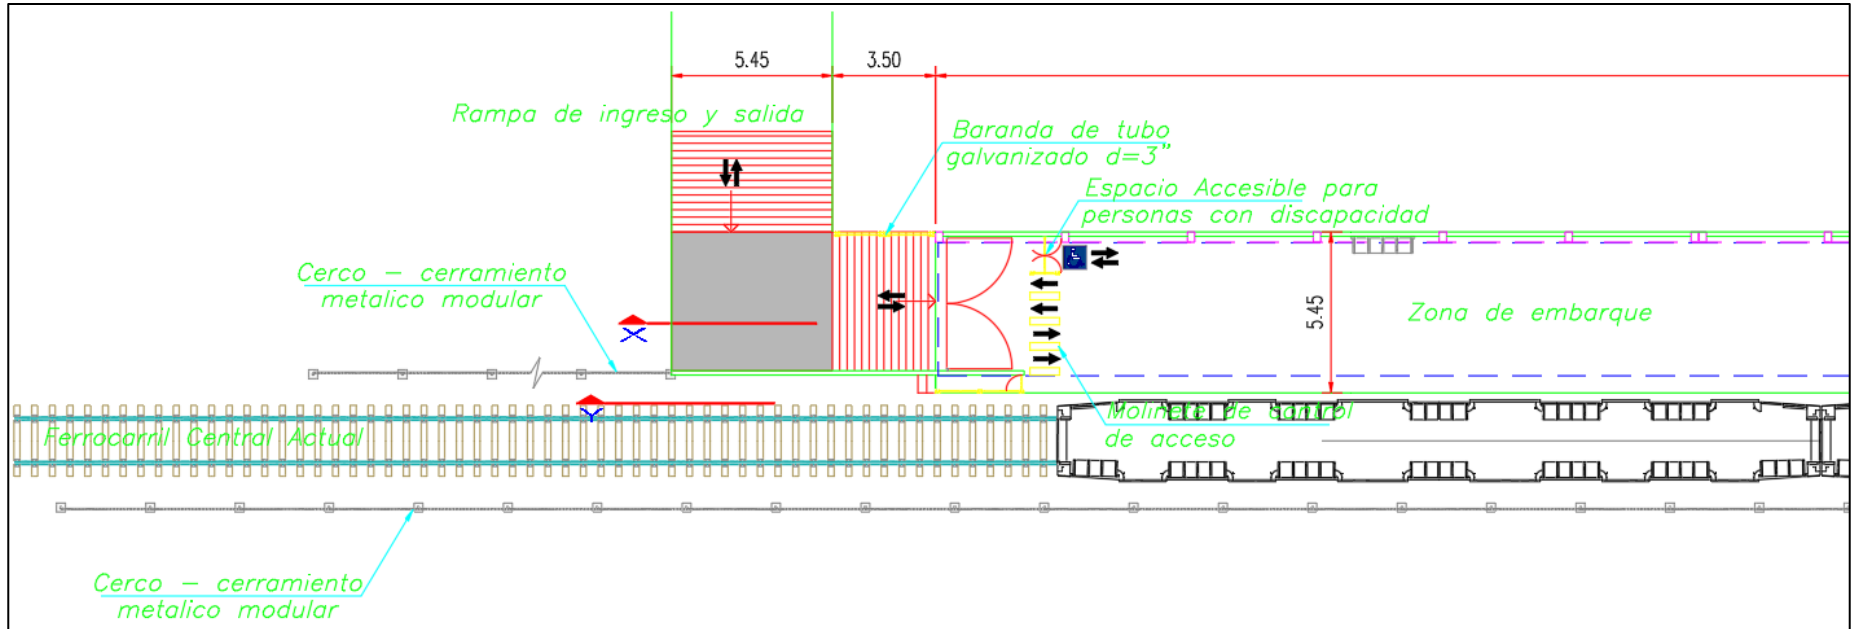 5.45
3.50
Rampa de ingreso y salida
Baranda de tubo
galvanizado d=3"
Espacio Accesible para
personas con discapacidad
Cerco – cerramiento
metalico modular
X
5.45
Zona de embarque
Y
Molinete de control
de acceso
Ferrocarril Central Actual
Cerco – cerramiento
metalico modular